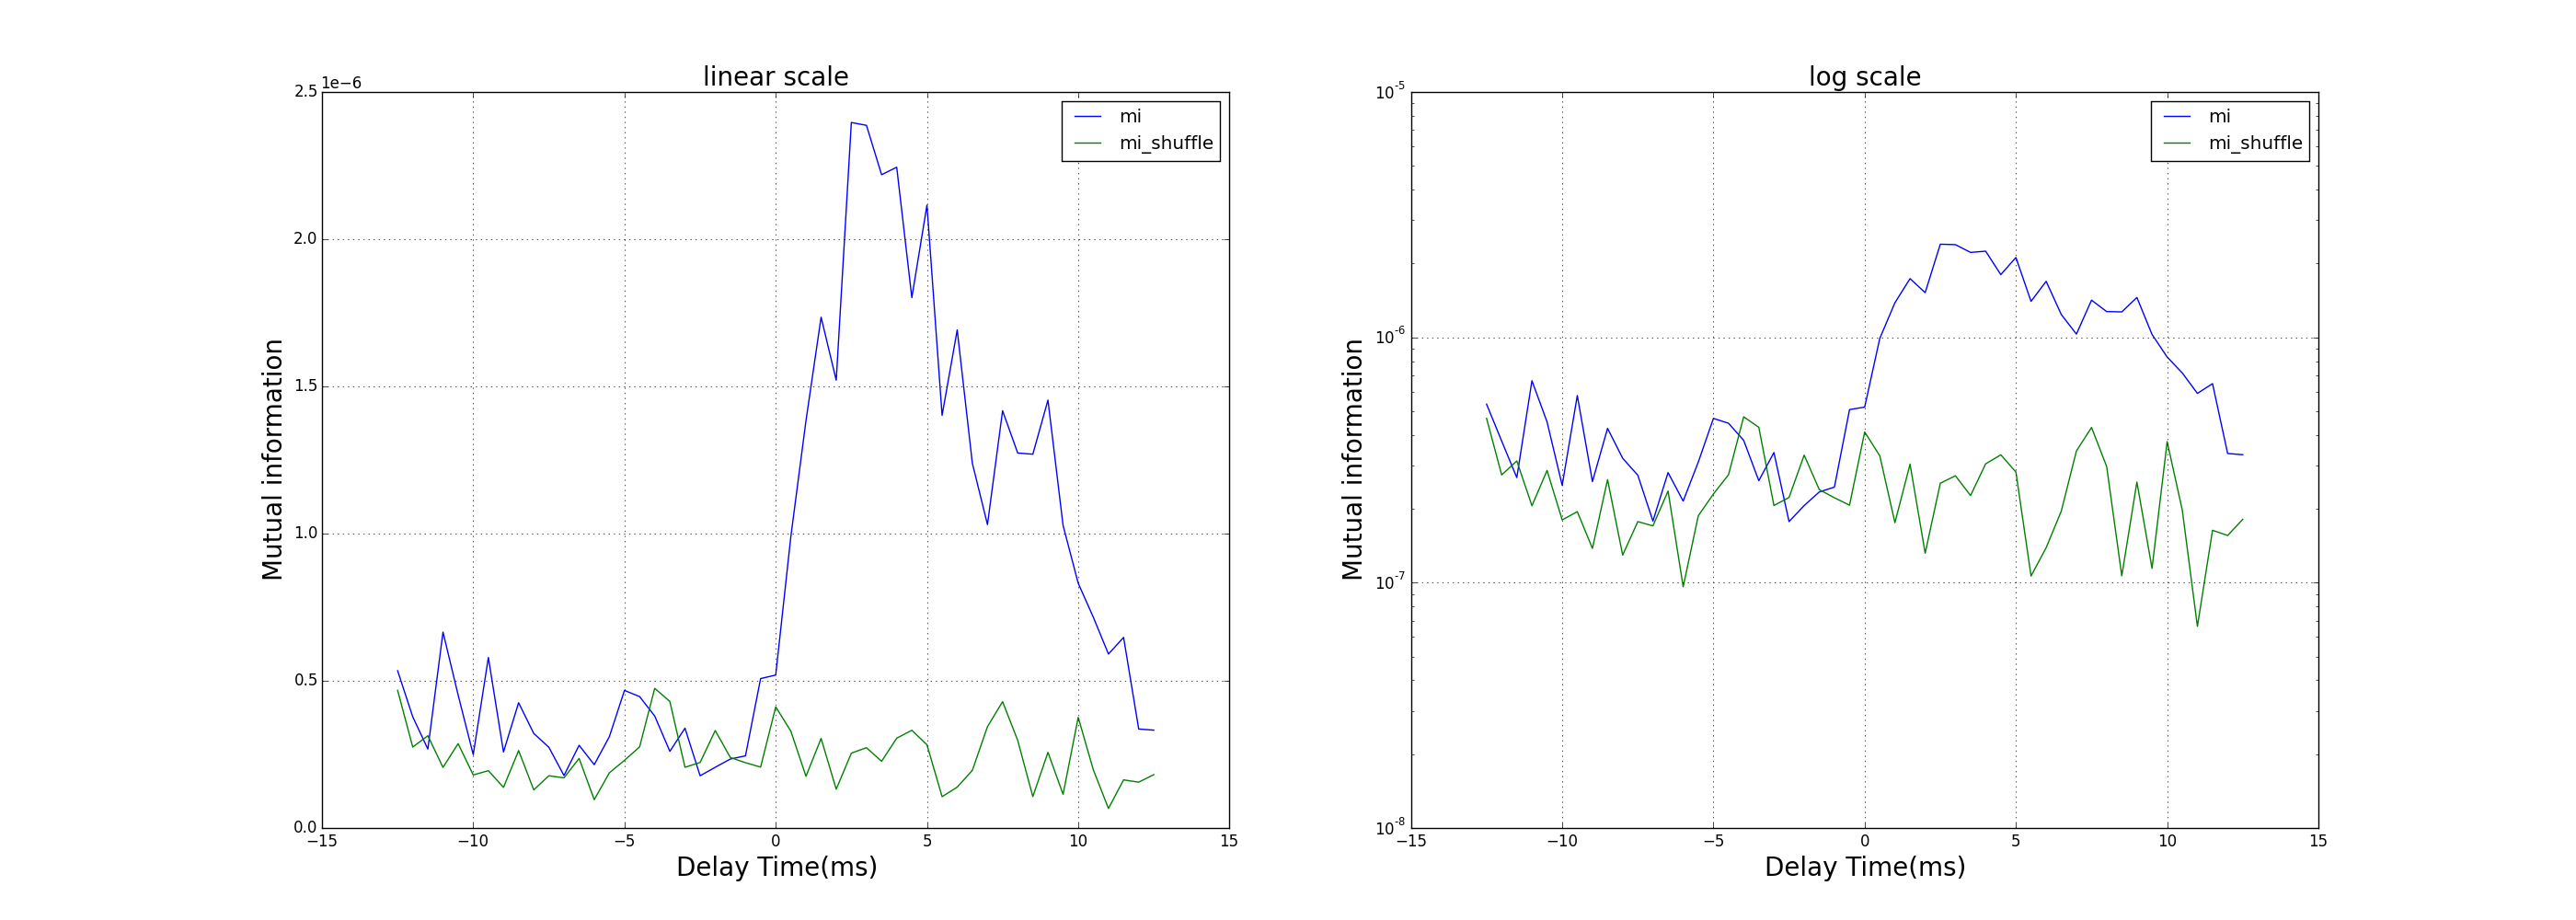 linear scale
1e−6
2.5
2.0
1.5
1.0
0.5
0.0
−15 −10 −5 0 5 10 15
Mutual information
Delay Time(ms)
mi
mi_shuffle
log scale
10-5
10-6
10-7
10-8
−15 −10 −5 0 5 10 15
Mutual information
Delay Time(ms)
mi
mi_shuffle